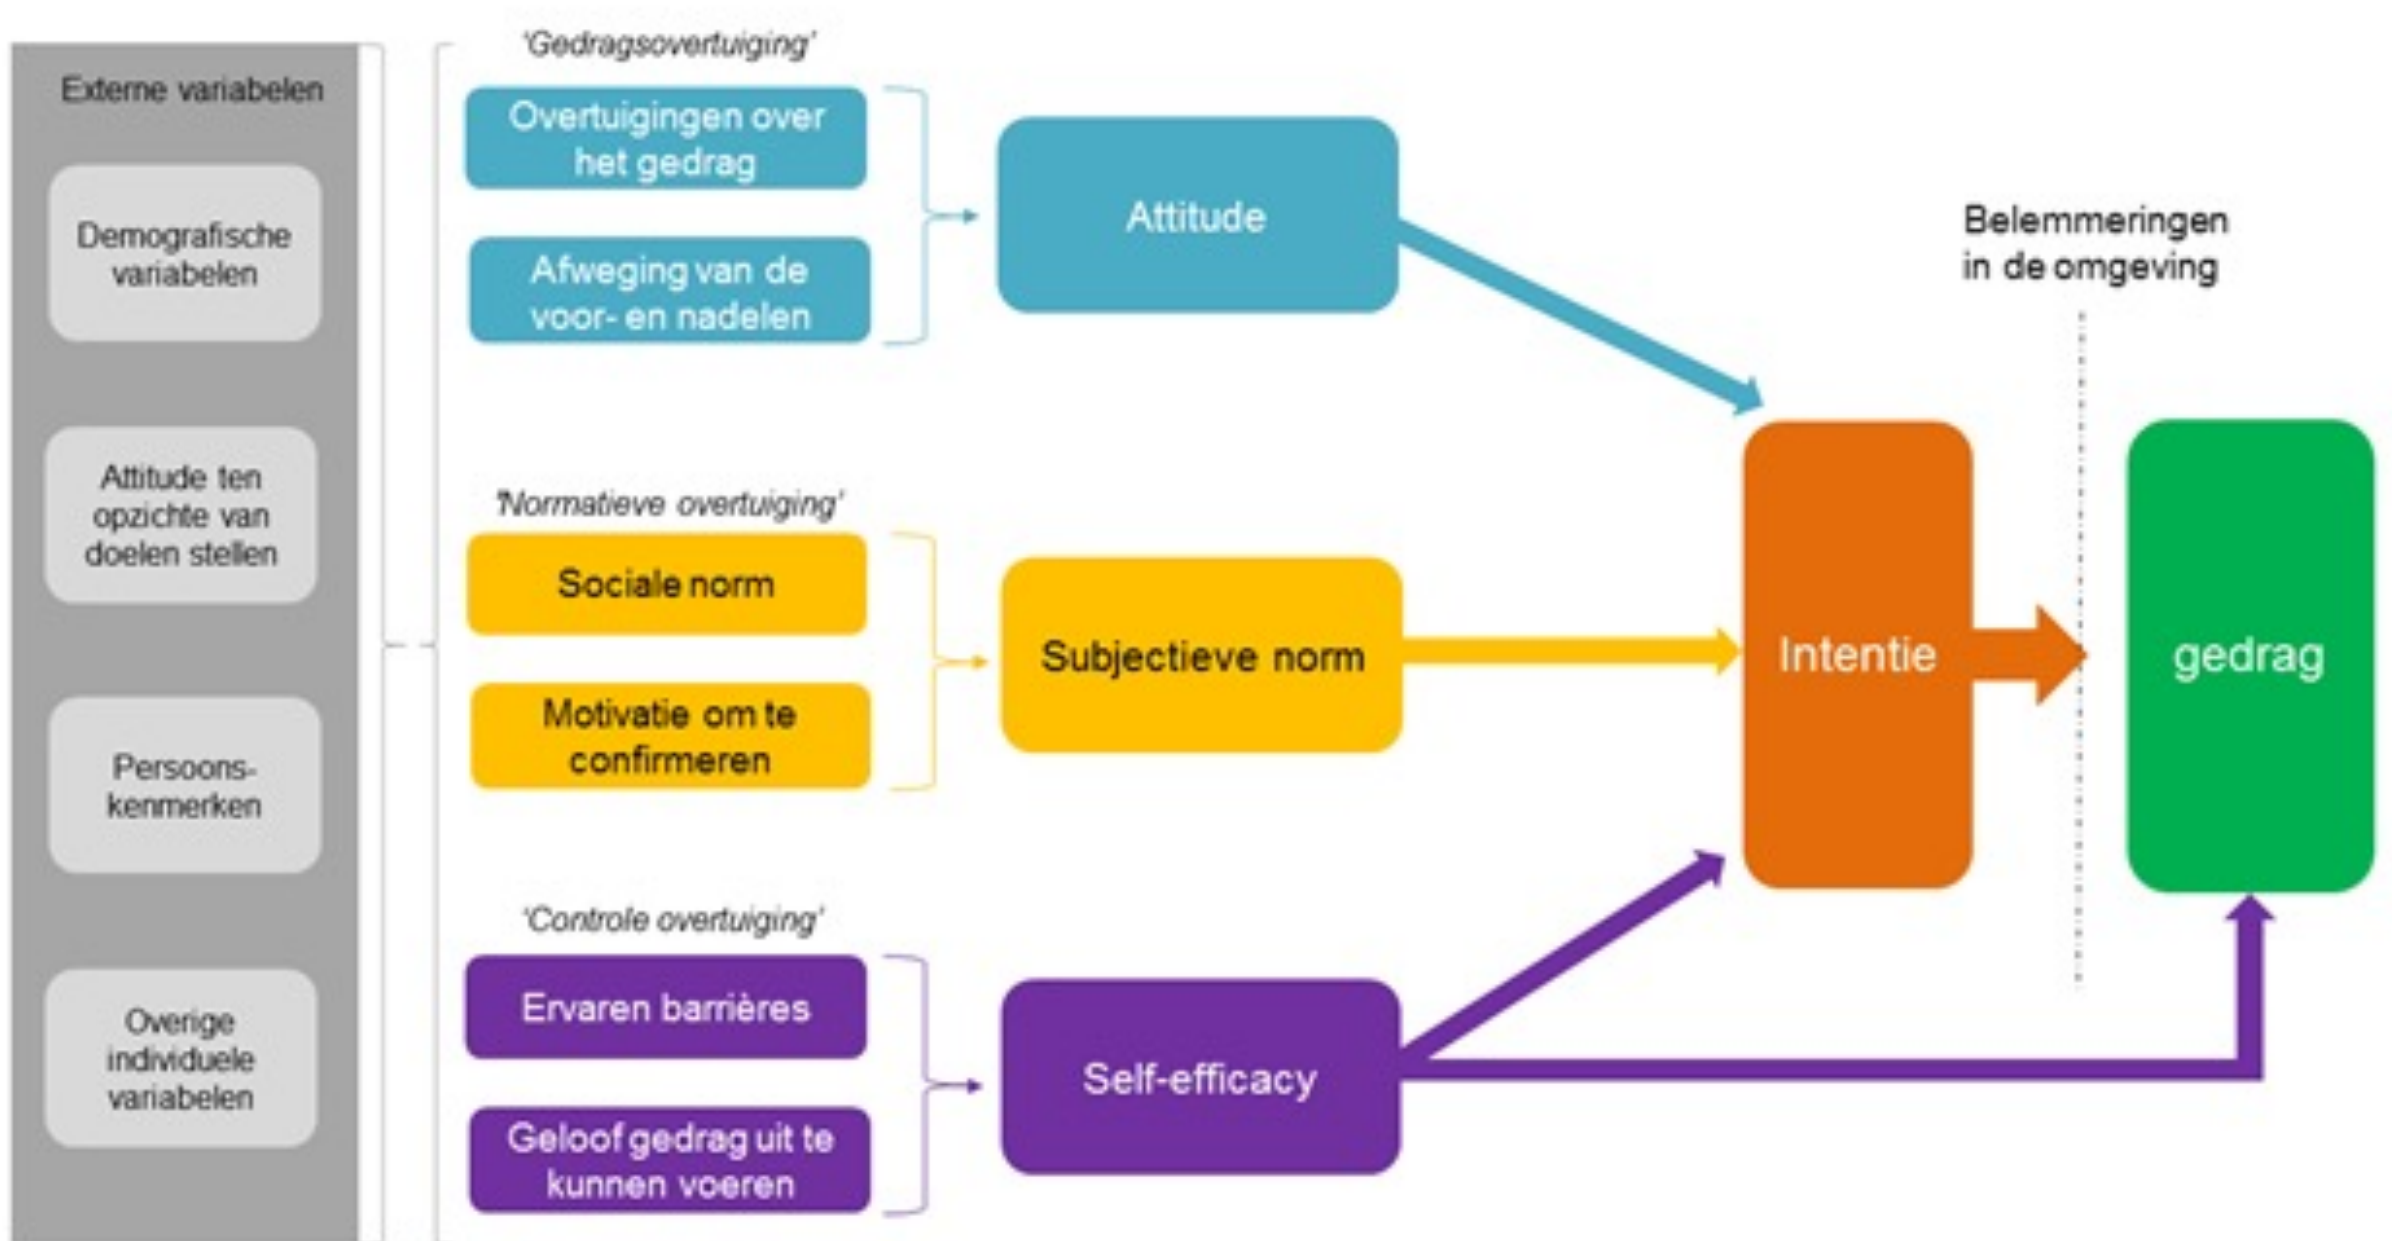 Externe variabelen
Demografische
variabelen
Attitude ten
opzichte van
doelen stellen
Persoons-
kenmerken
Overige
individuele
variabelen
'Gedragsovertuiging'
Overtuigingen over
het gedrag
Afweging van de
voor- en nadelen
'Normatieve overtuiging'
Sociale norm
Motivatie om te
confirmeren
'Controle overtuiging'
Ervaren barrières
Geloof gedrag uit te
kunnen voeren
Attitude
Subjectieve norm
Self-efficacy
Intentie
Belemmeringen
in de omgeving
gedrag